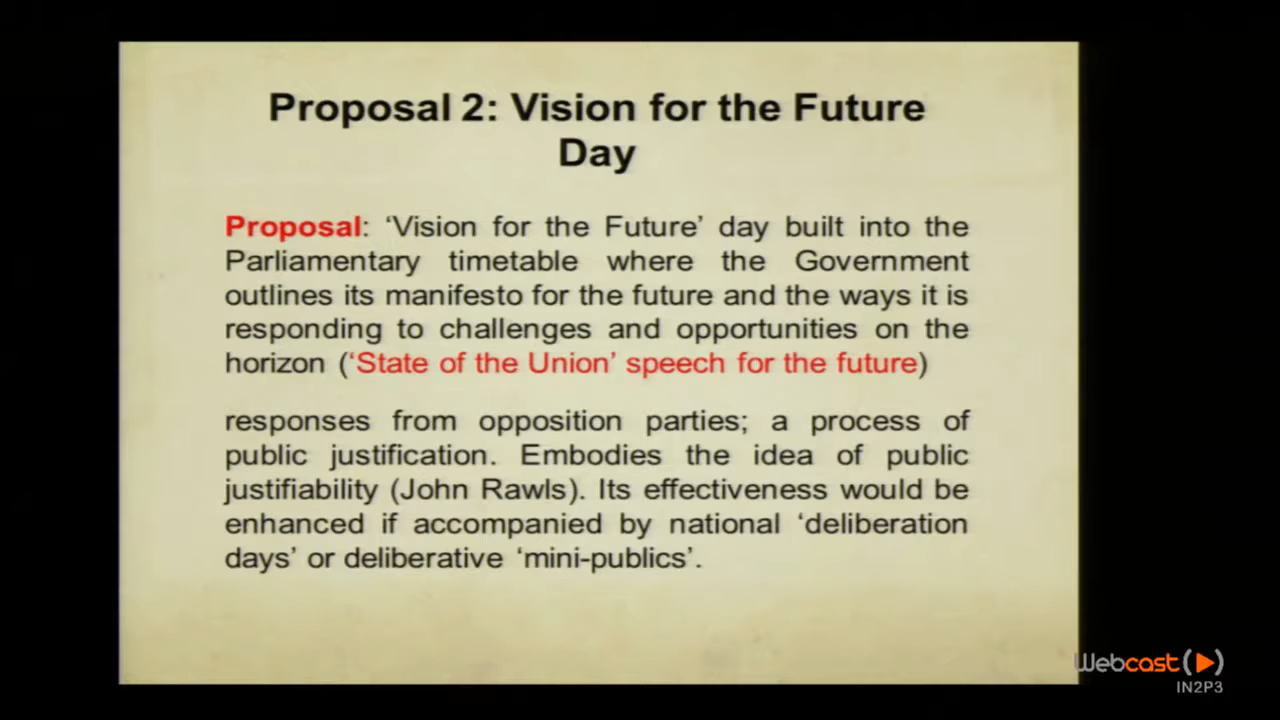 Proposal 2: Vision for the Future
Day
Proposal: ‘Vision for the Future’ day built into the
Parliamentary timetable where the Government
outlines its manifesto for the future and the ways it is
responding to challenges and opportunities on the
horizon (‘State of the Union’ speech for the future)
responses from opposition parties; a process of
public justification. Embodies the idea of public
justifiability (John Rawls). Its effectiveness would be
enhanced if accompanied by national ‘deliberation
days’ or deliberative ‘mini-publics’.
Webcast
IN2P3